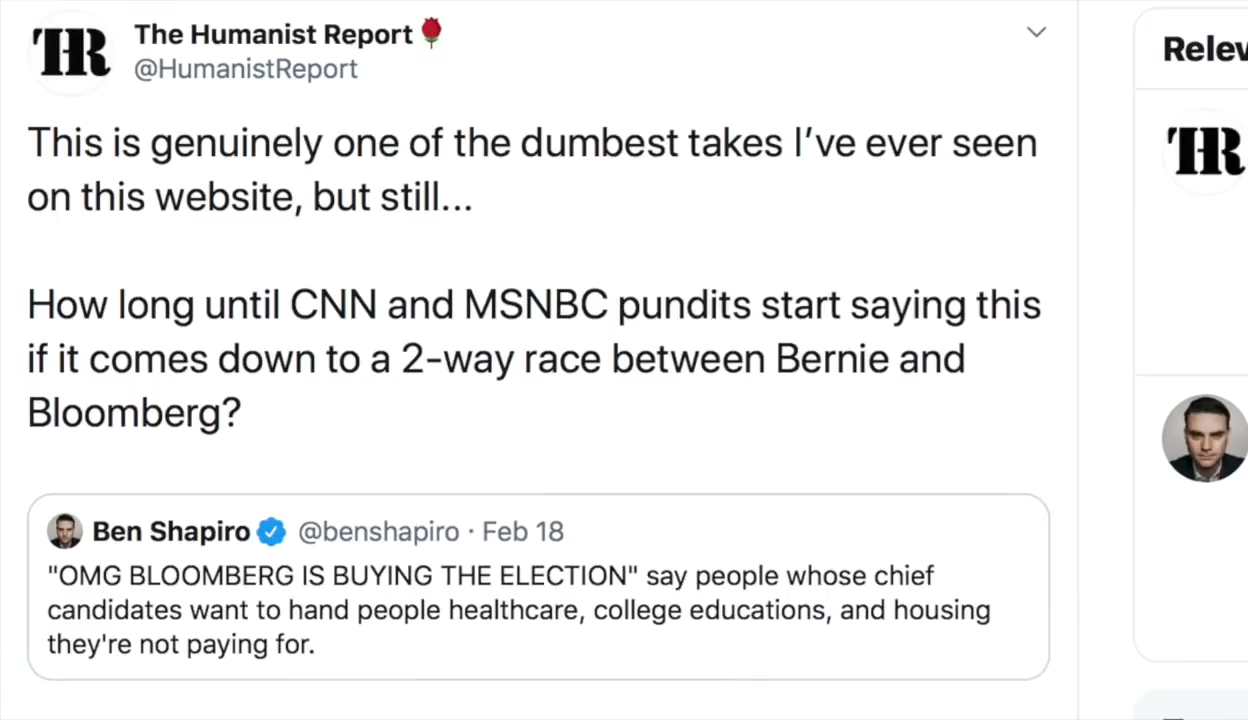 The Humanist Report🌹
@HumanistReport
This is genuinely one of the dumbest takes I've ever seen
on this website, but still...
How long until CNN and MSNBC pundits start saying this
if it comes down to a 2-way race between Bernie and
Bloomberg?
Ben Shapiro @benshapiro · Feb 18
"OMG BLOOMBERG IS BUYING THE ELECTION" say people whose chief
candidates want to hand people healthcare, college educations, and housing
they're not paying for.
Relev